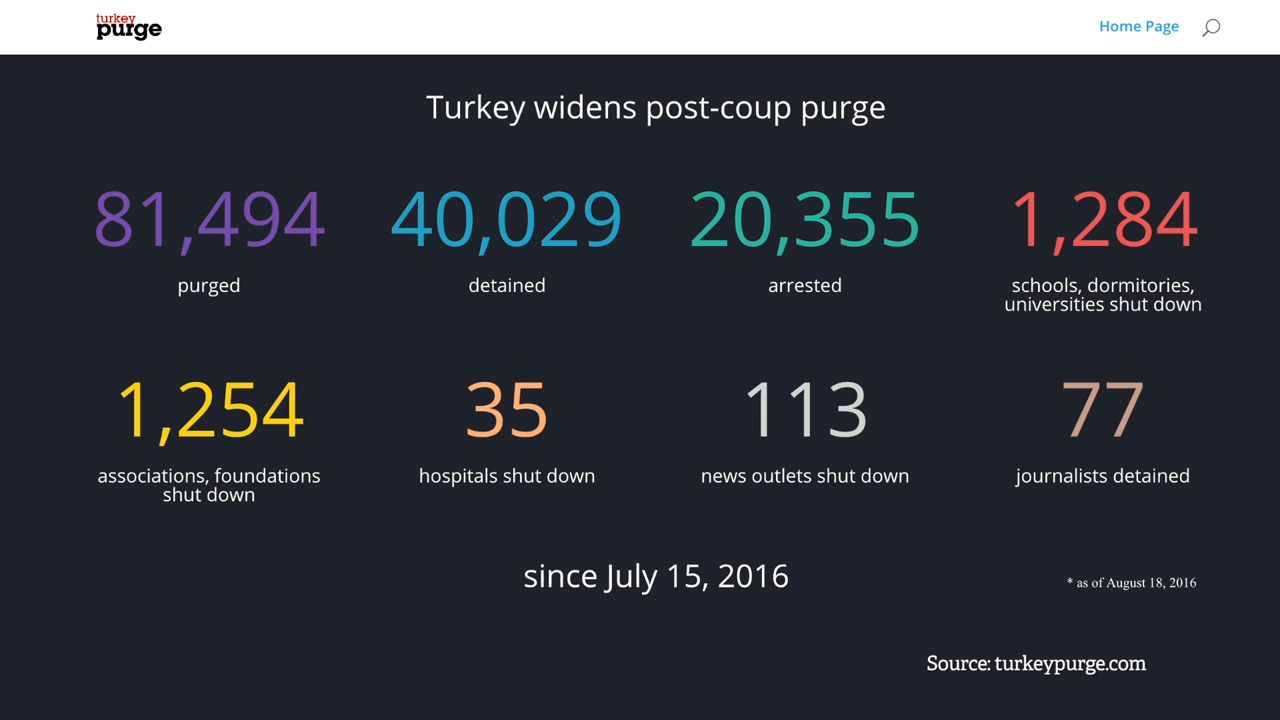 turkey
purge
Home Page
Turkey widens post-coup purge
81,494
40,029
20,355
1,284
purged
detained
arrested
schools, dormitories,
universities shut down
1,254
35
113
77
associations, foundations
shut down
hospitals shut down
news outlets shut down
journalists detained
since July 15, 2016
* as of August 18, 2016
Source: turkeypurge.com